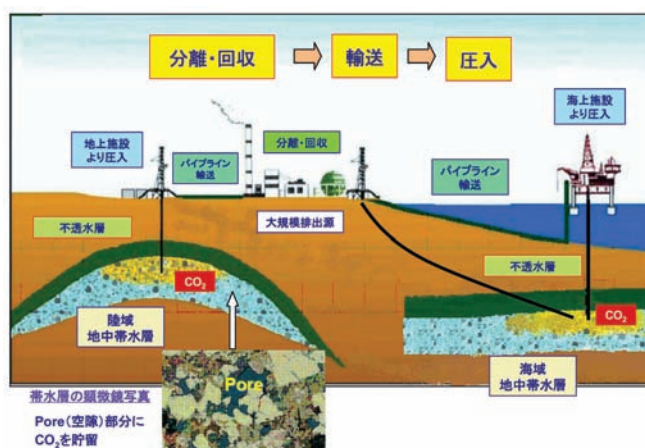 分離・回収
輸送
圧入
海上施設
より圧入
地上施設
より圧入
パイプライン
輸送
分離・回収
パイプライン
輸送
大規模排出源
不透水層
不透水層
CO₂
CO₂
陸域
地中帯水層
海域
地中帯水層
Pore
帯水層の顕微鏡写真
Pore(空隙)部分に
CO₂を貯留